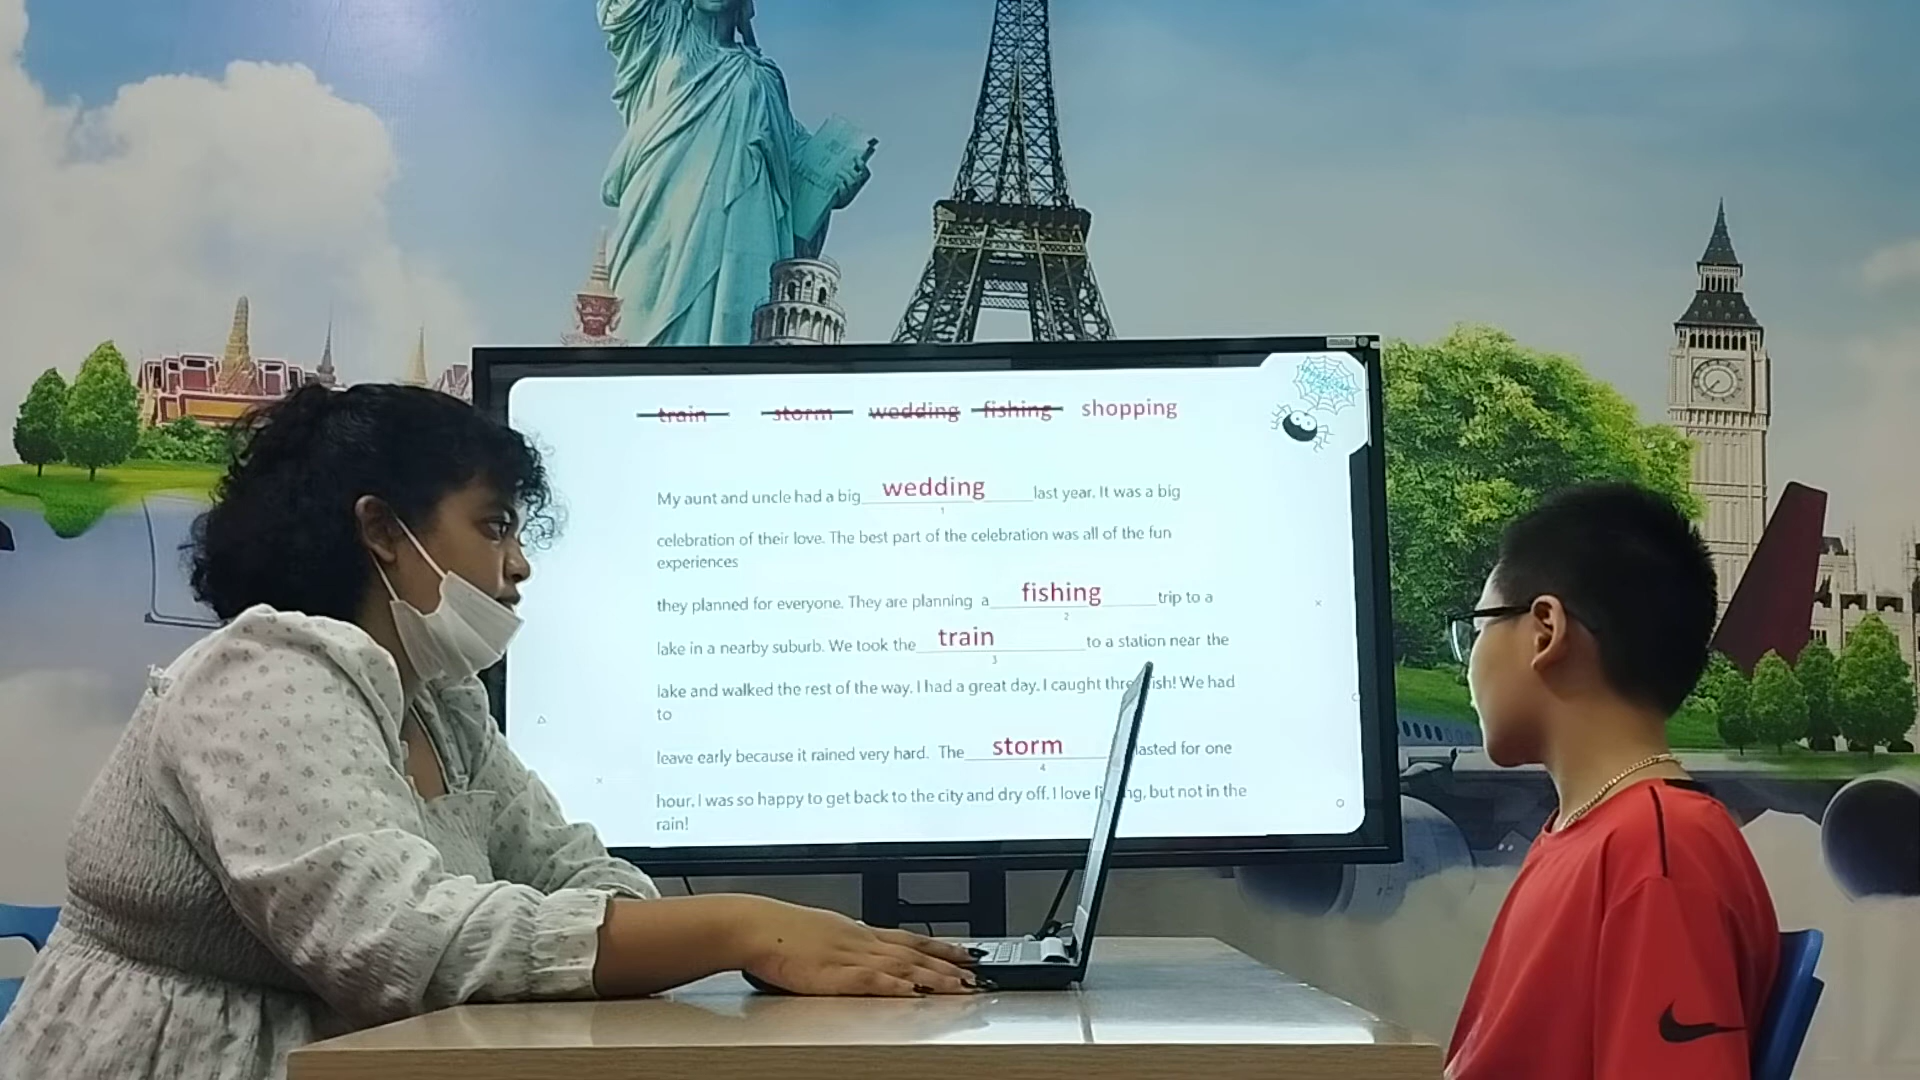 train storm wedding fishing shopping
My aunt and uncle had a big wedding last year. It was a big
1
celebration of their love. The best part of the celebration was all of the fun
experiences
they planned for everyone. They are planning a fishing trip to a
2
lake in a nearby suburb. We took the train to a station near the
3
lake and walked the rest of the way. I had a great day. I caught ish! We had
to
leave early because it rained very hard. The storm lasted for one
4
hour. I was so happy to get back to the city and dry off. I love but not in the
rain!